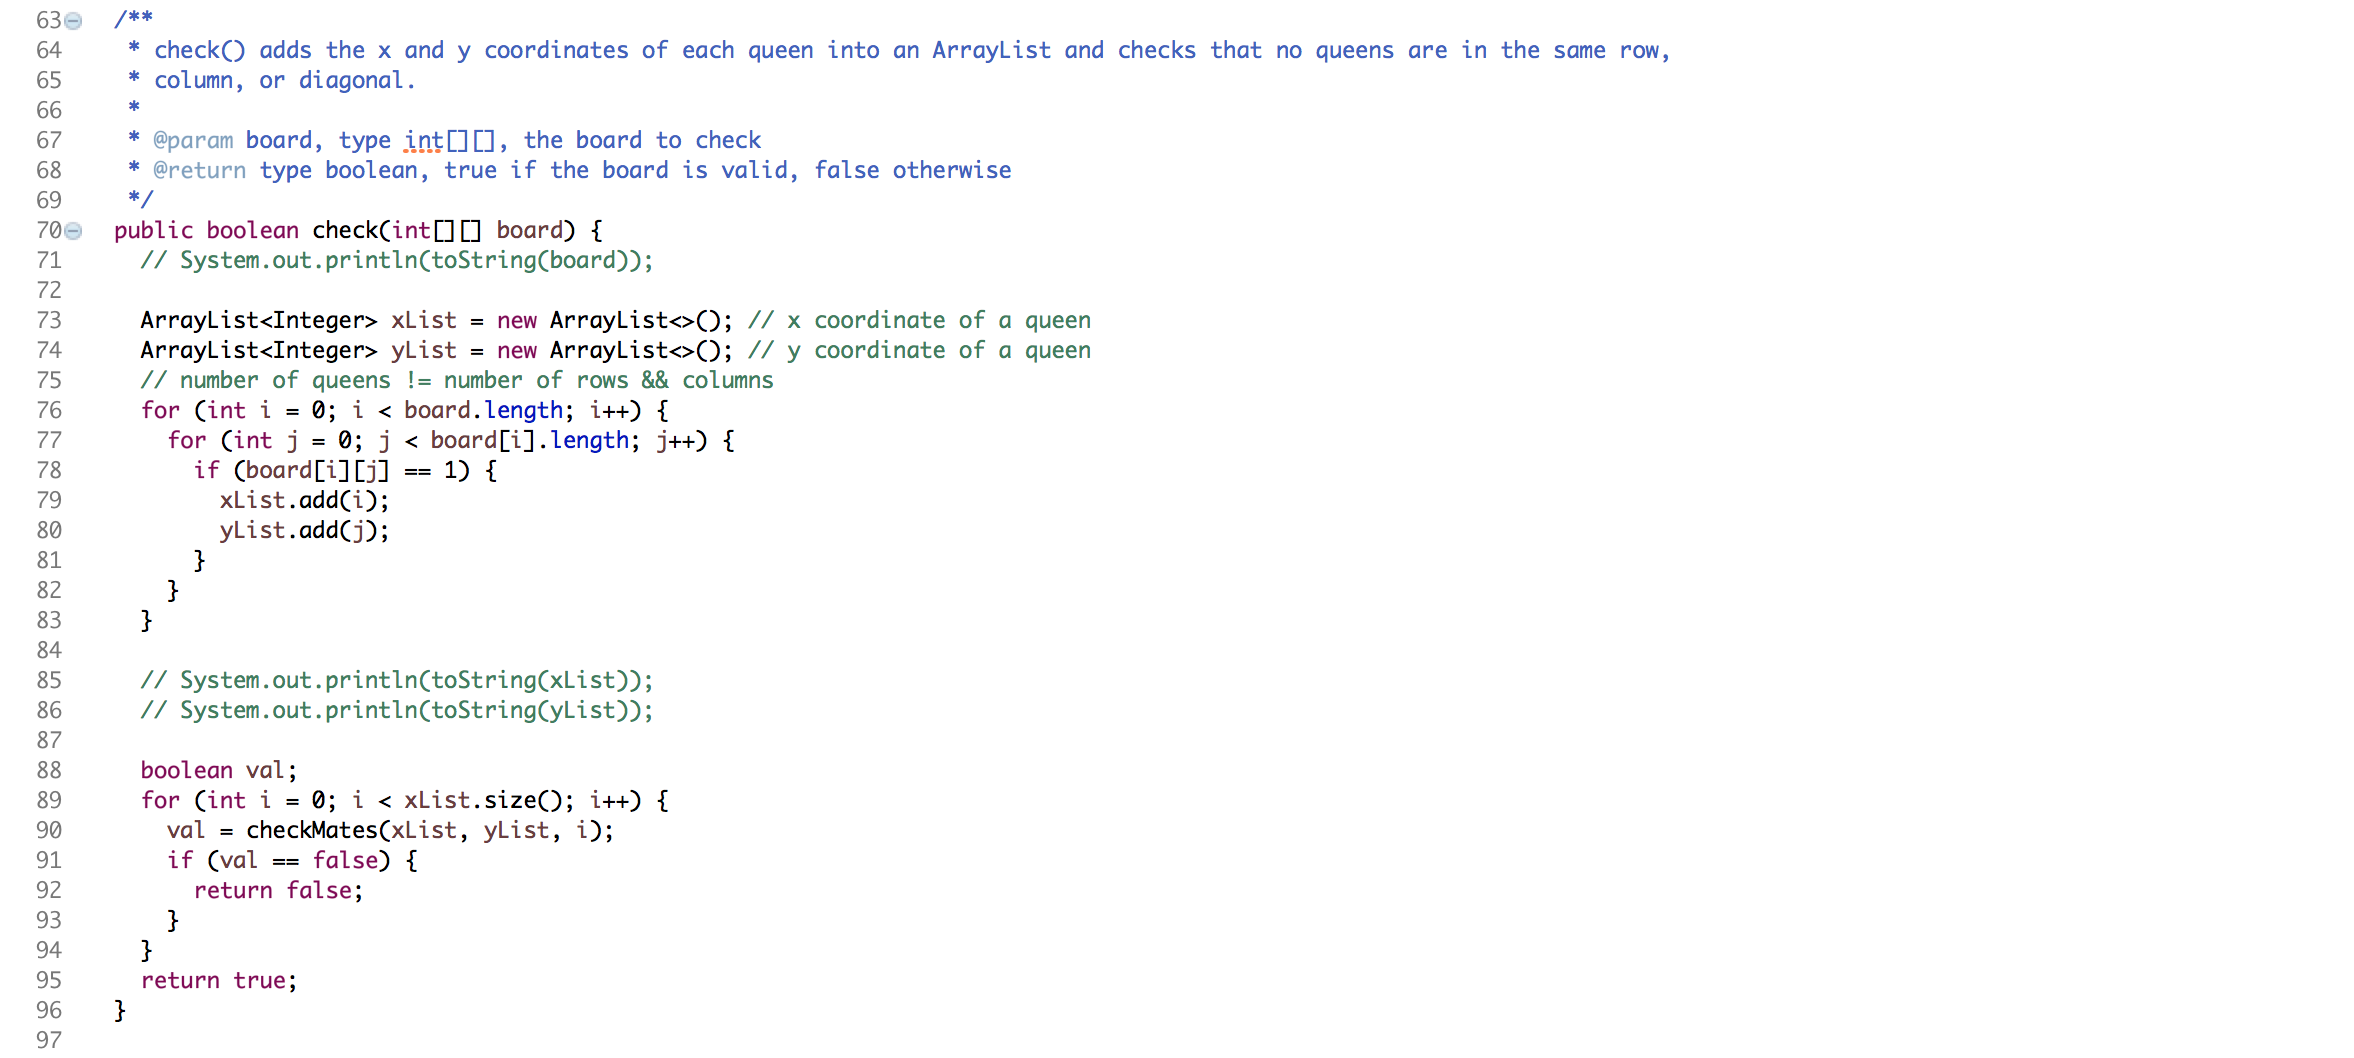 63 /**
64  * check() adds the x and y coordinates of each queen into an ArrayList and checks that no queens are in the same row,
65  * column, or diagonal.
66  *
67  * @param board, type int[][], the board to check
68  * @return type boolean, true if the board is valid, false otherwise
69  */
70 public boolean check(int[][] board) {
71   // System.out.println(toString(board));
72
73   ArrayList<Integer> xList = new ArrayList<>(); // x coordinate of a queen
74   ArrayList<Integer> yList = new ArrayList<>(); // y coordinate of a queen
75   // number of queens != number of rows && columns
76   for (int i = 0; i < board.length; i++) {
77     for (int j = 0; j < board[i].length; j++) {
78       if (board[i][j] == 1) {
79         xList.add(i);
80         yList.add(j);
81       }
82     }
83   }
84
85   // System.out.println(toString(xList));
86   // System.out.println(toString(yList));
87
88   boolean val;
89   for (int i = 0; i < xList.size(); i++) {
90     val = checkMates(xList, yList, i);
91     if (val == false) {
92       return false;
93     }
94   }
95   return true;
96 }
97